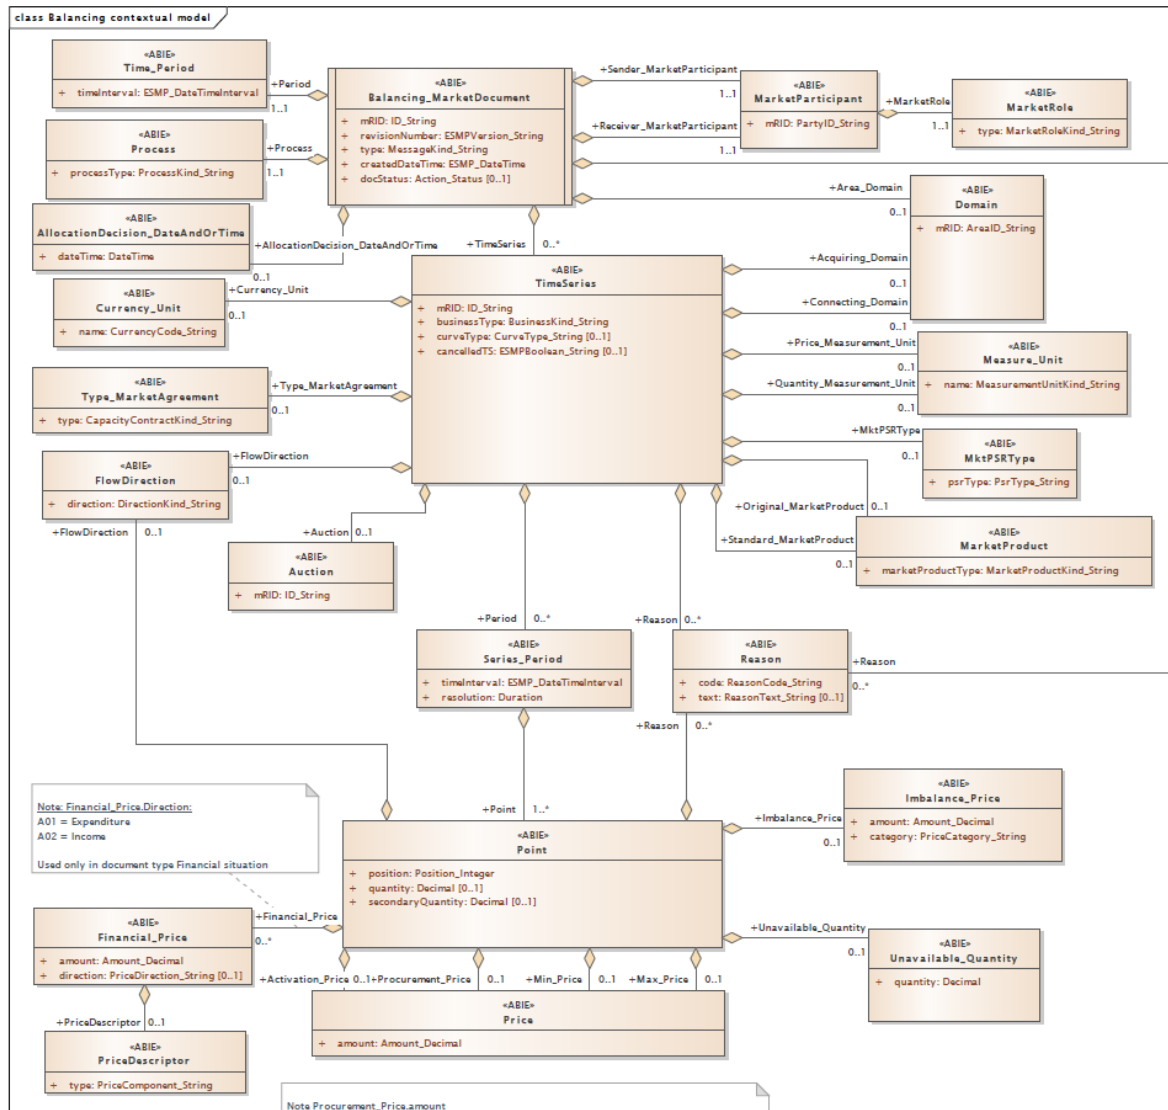 class Balancing contextual model
«ABIE»
Time_Period
+ timeInterval: ESMP_DateTimeInterval
+Period
1..1
«ABIE»
Balancing_MarketDocument
+ mRID: ID_String
+ revisionNumber: ESMPVersion_String
+ type: MessageKind_String
+ createdDateTime: ESMP_DateTime
+ docStatus: Action_Status [0..1]
+Sender_MarketParticipant
1..1
+Receiver_MarketParticipant
1..1
«ABIE»
MarketParticipant
+ mRID: PartyID_String
+MarketRole
1..1
«ABIE»
MarketRole
+ type: MarketRoleKind_String
«ABIE»
Process
+ processType: ProcessKind_String
+Process
1..1
«ABIE»
AllocationDecision_DateAndOrTime
+ dateTime: DateTime
+AllocationDecision_DateAndOrTime
0..1
+TimeSeries 0..*
+Area_Domain
0..1
«ABIE»
Domain
+ mRID: AreaID_String
+Acquiring_Domain
0..1
+Connecting_Domain
0..1
«ABIE»
TimeSeries
+ mRID: ID_String
+ businessType: BusinessKind_String
+ curveType: CurveType_String [0..1]
+ cancelledTS: ESMPBoolean_String [0..1]
«ABIE»
Currency_Unit
+ name: CurrencyCode_String
+Currency_Unit
0..1
+Price_Measurement_Unit
0..1
+Quantity_Measurement_Unit
0..1
«ABIE»
Measure_Unit
+ name: MeasurementUnitKind_String
«ABIE»
Type_MarketAgreement
+ type: CapacityContractKind_String
+Type_MarketAgreement
0..1
+MktPSRType
0..1
«ABIE»
MktPSRType
+ psrType: PsrType_String
«ABIE»
FlowDirection
+ direction: DirectionKind_String
+FlowDirection
0..1
+FlowDirection 0..1
+Original_MarketProduct 0..1
+Standard_MarketProduct
0..1
«ABIE»
MarketProduct
+ marketProductType: MarketProductKind_String
+Auction 0..1
«ABIE»
Auction
+ mRID: ID_String
+Period 0..*
«ABIE»
Series_Period
+ timeInterval: ESMP_DateTimeInterval
+ resolution: Duration
+Reason 0..*
«ABIE»
Reason
+ code: ReasonCode_String
+ text: ReasonText_String [0..1]
+Reason
0..*
+Reason 0..*
+Point 1..*
Note: Financial_Price.Direction:
A01 = Expenditure
A02 = Income
Used only in document type Financial situation
«ABIE»
Point
+ position: Position_Integer
+ quantity: Decimal [0..1]
+ secondaryQuantity: Decimal [0..1]
+Imbalance_Price
0..1
«ABIE»
Imbalance_Price
+ amount: Amount_Decimal
+ category: PriceCategory_String
+Financial_Price
0..*
«ABIE»
Financial_Price
+ amount: Amount_Decimal
+ direction: PriceDirection_String [0..1]
+Unavailable_Quantity
0..1
«ABIE»
Unavailable_Quantity
+ quantity: Decimal
+Activation_Price 0..1
+Procurement_Price 0..1
+Min_Price 0..1
+Max_Price 0..1
«ABIE»
Price
+ amount: Amount_Decimal
+PriceDescriptor 0..1
«ABIE»
PriceDescriptor
+ type: PriceComponent_String
Note Procurement_Price.amount